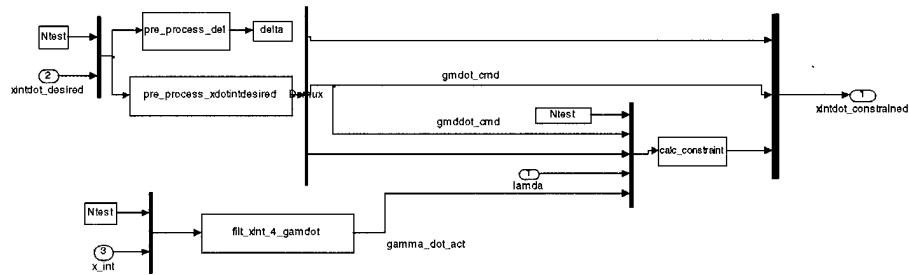 pre_process_del
delta
Ntest
2
xintdot_desired
pre_process_xdotintdesired
Demux
gmdot_cmd
1
xintdot_constrained
Ntest
gmddot_cmd
calc_constraint
1
lamda
Ntest
filt_xint_4_gamdot
gamma_dot_act
3
x_int